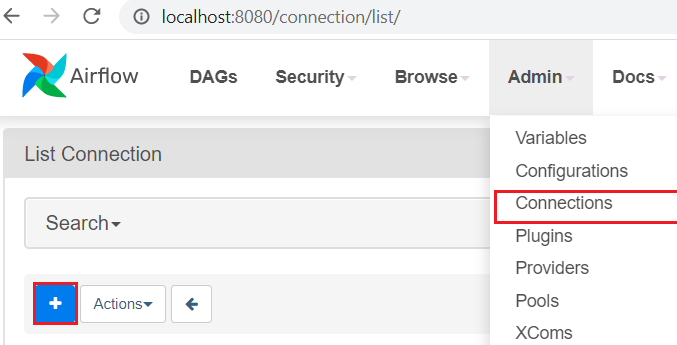 localhost:8080/connection/list/
Airflow DAGs Security Browse Admin Docs
Variables
List Connection
Configurations
Connections
Search
Plugins
Providers
Actions
Pools
XComs